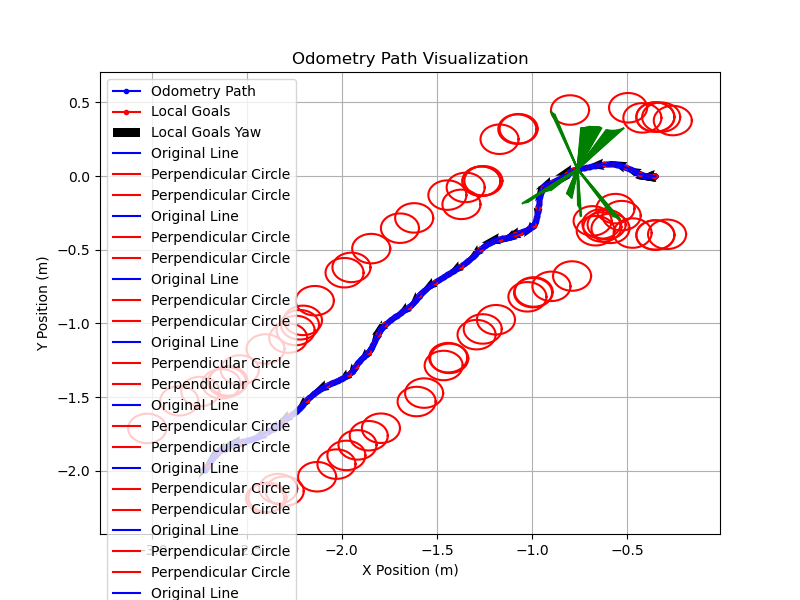 Odometry Path Visualization
Odometry Path
Local Goals
Local Goals Yaw
Original Line
Perpendicular Circle
Perpendicular Circle
Original Line
Perpendicular Circle
Perpendicular Circle
Original Line
Perpendicular Circle
Perpendicular Circle
Original Line
Perpendicular Circle
Perpendicular Circle
Original Line
Perpendicular Circle
Perpendicular Circle
Original Line
Perpendicular Circle
Perpendicular Circle
Original Line
Perpendicular Circle
Perpendicular Circle
Original Line
0.5
0.0
−0.5
−1.0
−1.5
−2.0
Y Position (m)
−2.0 −1.5 −1.0 −0.5
X Position (m)